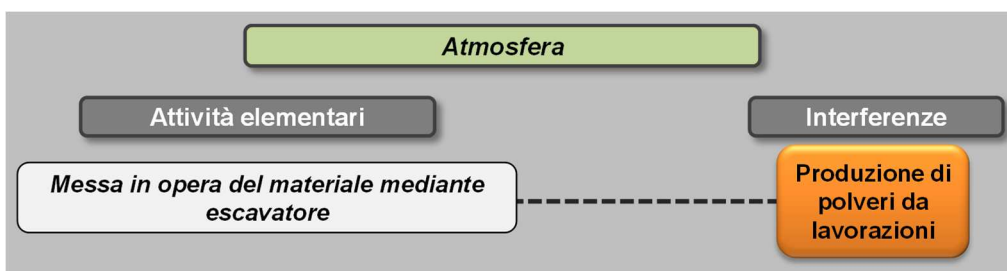 Atmosfera
Attività elementari
Interferenze
Messa in opera del materiale mediante
escavatore
Produzione di
polveri da
lavorazioni